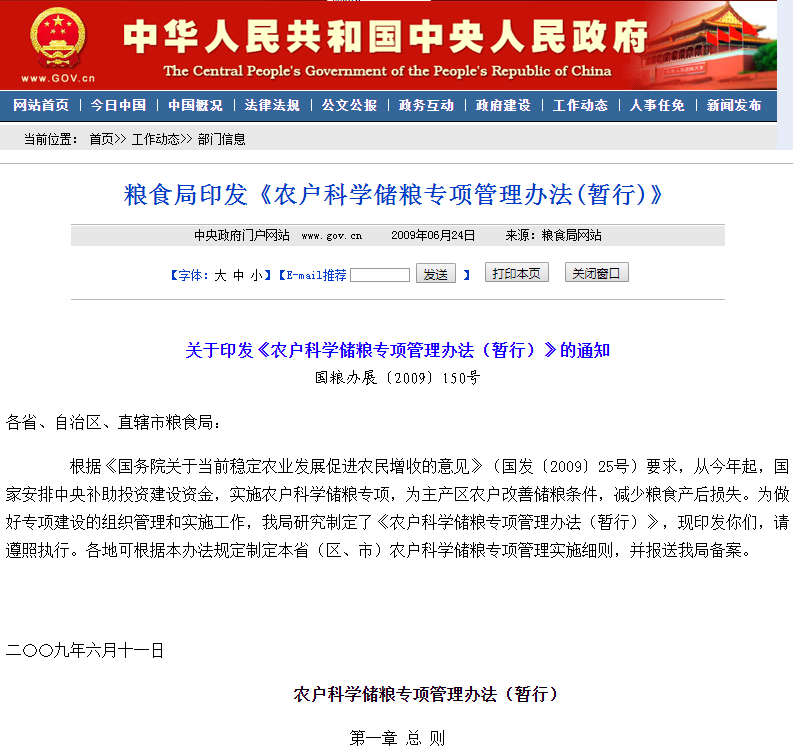 中华人民共和国中央人民政府
www.GOV.cn
The Central People's Government of the People's Republic of China
网站首页 | 今日中国 | 中国概况 | 法律法规 | 公文公报 | 政务互动 | 政府建设 | 工作动态 | 人事任免 | 新闻发布
当前位置： 首页>> 工作动态>> 部门信息
粮食局印发《农户科学储粮专项管理办法(暂行)》
中央政府门户网站 www.gov.cn 2009年06月24日 来源：粮食局网站
【字体：大 中 小】【E-mail推荐 发送 】 打印本页 关闭窗口
关于印发《农户科学储粮专项管理办法（暂行）》的通知
国粮办展〔2009〕150号
各省、自治区、直辖市粮食局：
根据《国务院关于当前稳定农业发展促进农民增收的意见》（国发〔2009〕25号）要求，从今年起，国
家安排中央补助投资建设资金，实施农户科学储粮专项，为主产区农户改善储粮条件，减少粮食产后损失。为做
好专项建设的组织管理和实施工作，我局研究制定了《农户科学储粮专项管理办法（暂行）》，现印发你们，请
遵照执行。各地可根据本办法规定制定本省（区、市）农户科学储粮专项管理实施细则，并报送我局备案。
二〇〇九年六月十一日
农户科学储粮专项管理办法（暂行）
第一章 总 则